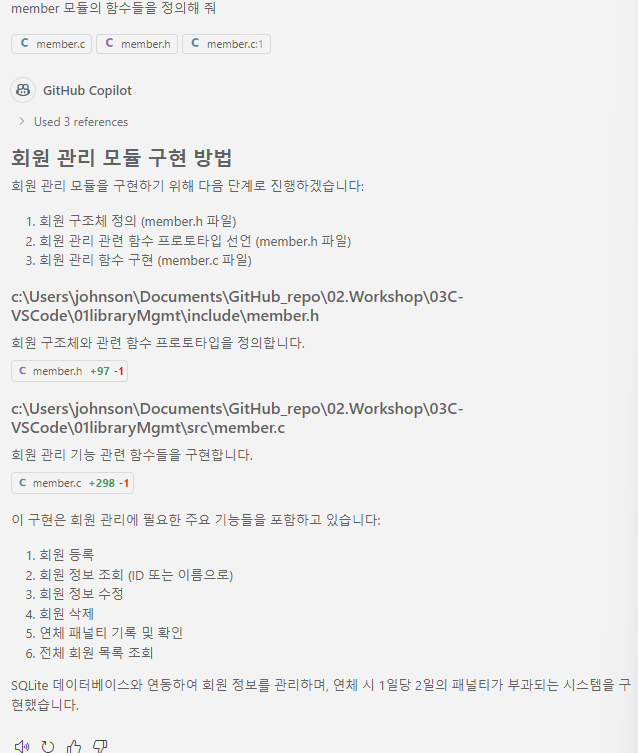 member 모듈의 함수들을 정의해 줘
C member.c C member.h C member.c:1
GitHub Copilot
Used 3 references
회원 관리 모듈 구현 방법
회원 관리 모듈을 구현하기 위해 다음 단계로 진행하겠습니다:
1. 회원 구조체 정의 (member.h 파일)
2. 회원 관리 관련 함수 프로토타입 선언 (member.h 파일)
3. 회원 관리 함수 구현 (member.c 파일)
c:\Users\johnson\Documents\GitHub_repo\02.Workshop\03C-
VSCode\01libraryMgmt\include\member.h
회원 구조체와 관련 함수 프로토타입을 정의합니다.
C member.h +97 -1
c:\Users\johnson\Documents\GitHub_repo\02.Workshop\03C-
VSCode\01libraryMgmt\src\member.c
회원 관리 기능 관련 함수들을 구현합니다.
C member.c +298 -1
이 구현은 회원 관리에 필요한 주요 기능들을 포함하고 있습니다:
1. 회원 등록
2. 회원 정보 조회 (ID 또는 이름으로)
3. 회원 정보 수정
4. 회원 삭제
5. 연체 패널티 기록 및 확인
6. 전체 회원 목록 조회
SQLite 데이터베이스와 연동하여 회원 정보를 관리하며, 연체 시 1일당 2일의 패널티가 부과되는 시스템을 구
현했습니다.